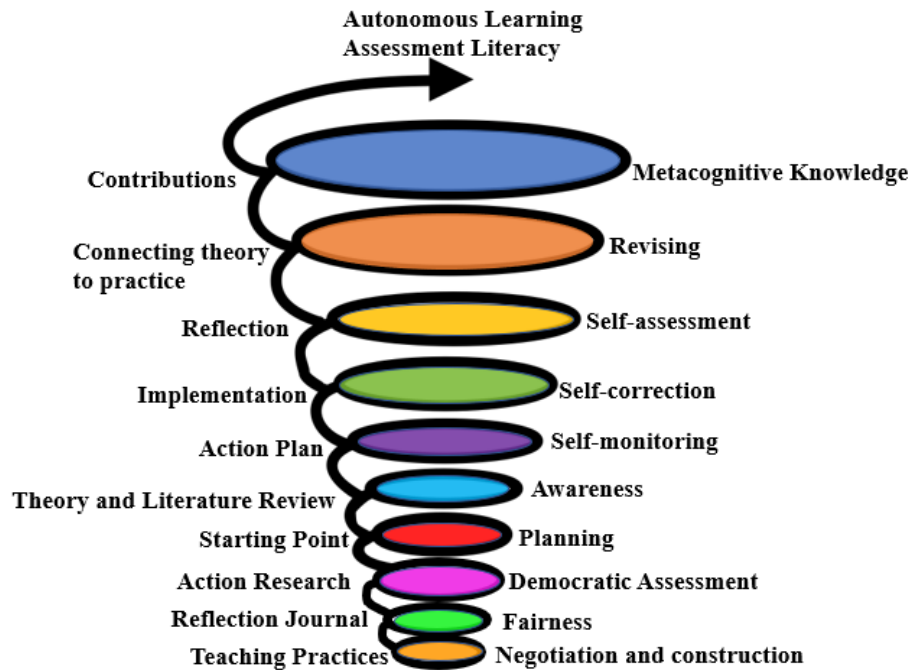 Autonomous Learning
Assessment Literacy
Contributions
Metacognitive Knowledge
Connecting theory
to practice
Revising
Reflection
Self-assessment
Implementation
Self-correction
Action Plan
Self-monitoring
Theory and Literature Review
Awareness
Starting Point
Planning
Action Research
Democratic Assessment
Reflection Journal
Fairness
Teaching Practices
Negotiation and construction